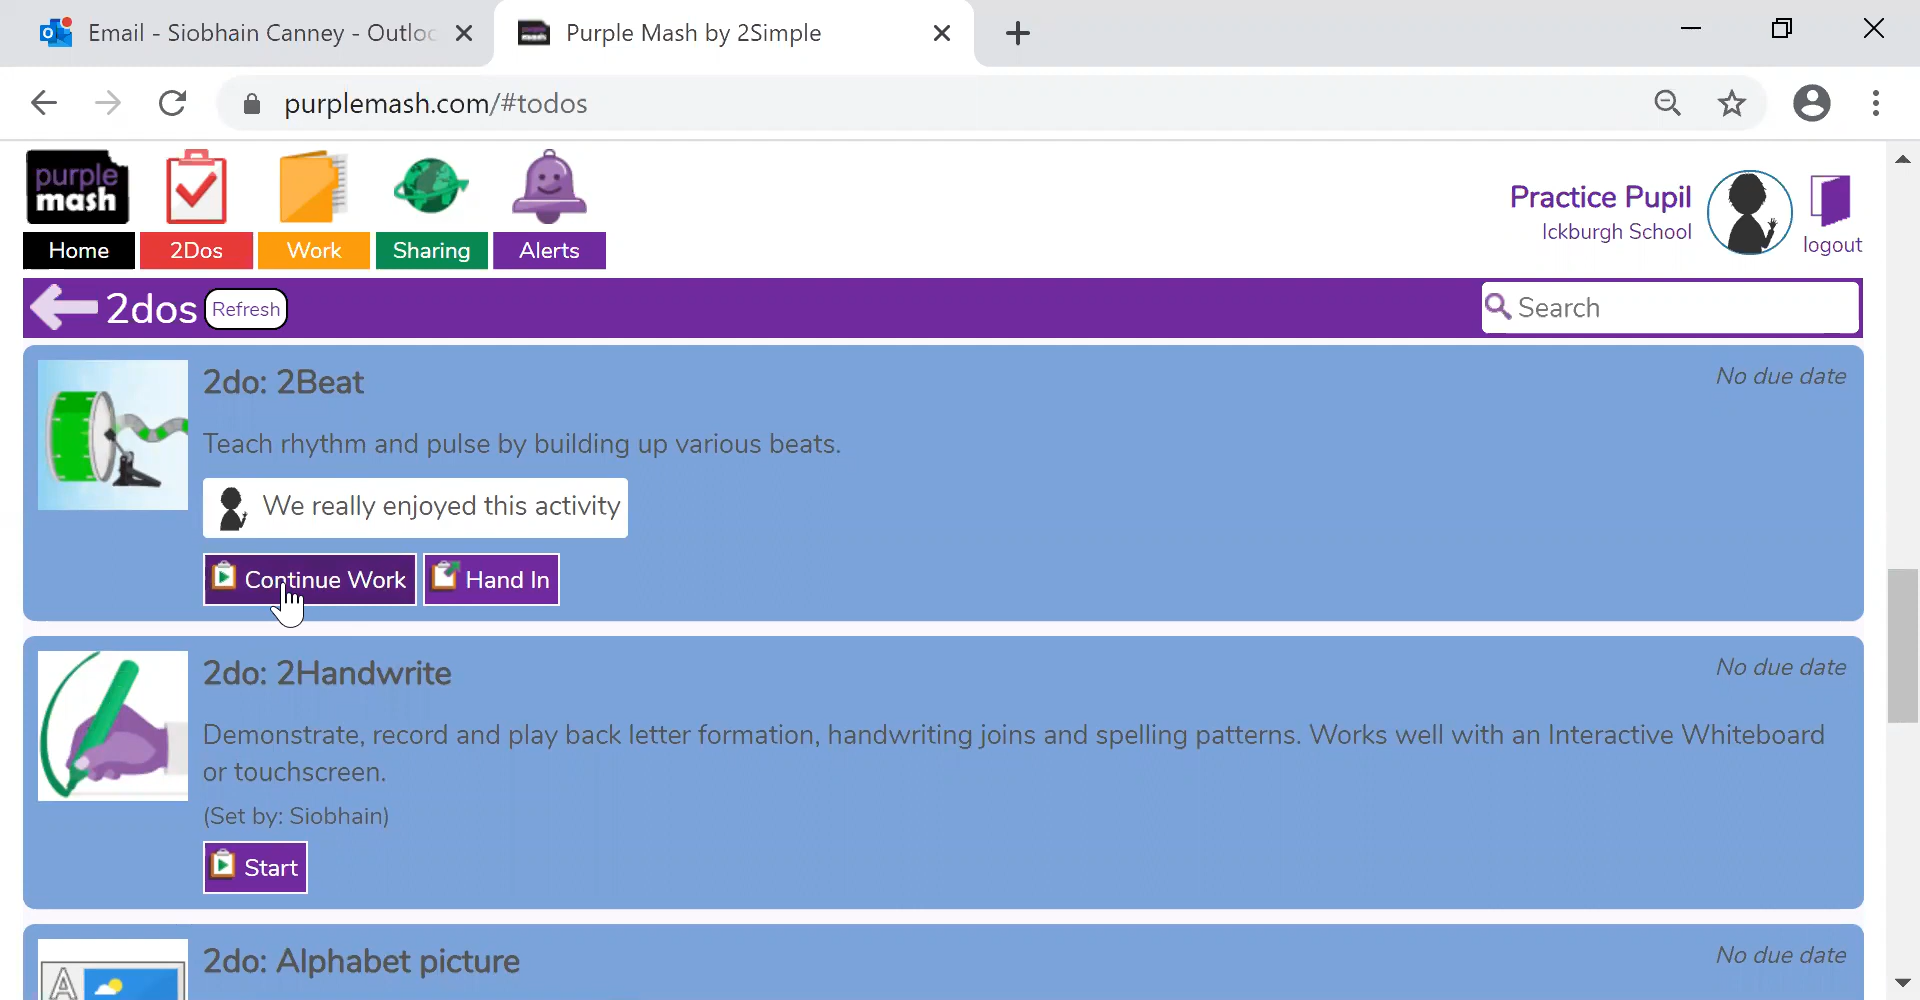 Email - Siobhain Canney - Outloo
Purple Mash by 2Simple
purplemash.com/#todos
purple
mash
Home
2Dos
Work
Sharing
Alerts
Practice Pupil
Ickburgh School
logout
2dos
Refresh
Search
2do: 2Beat
No due date
Teach rhythm and pulse by building up various beats.
We really enjoyed this activity
Continue Work
Hand In
2do: 2Handwrite
No due date
Demonstrate, record and play back letter formation, handwriting joins and spelling patterns. Works well with an Interactive Whiteboard
or touchscreen.
(Set by: Siobhain)
Start
2do: Alphabet picture
No due date
A